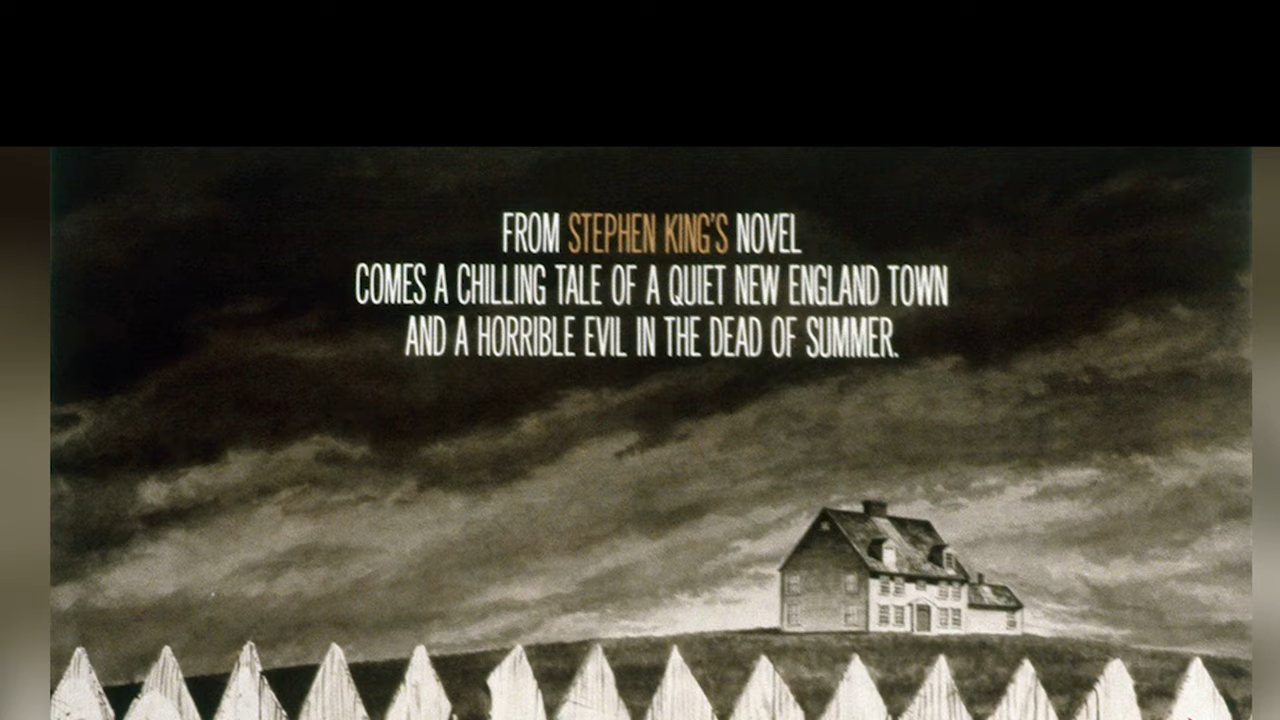 FROM STEPHEN KING'S NOVEL
COMES A CHILLING TALE OF A QUIET NEW ENGLAND TOWN
AND A HORRIBLE EVIL IN THE DEAD OF SUMMER.